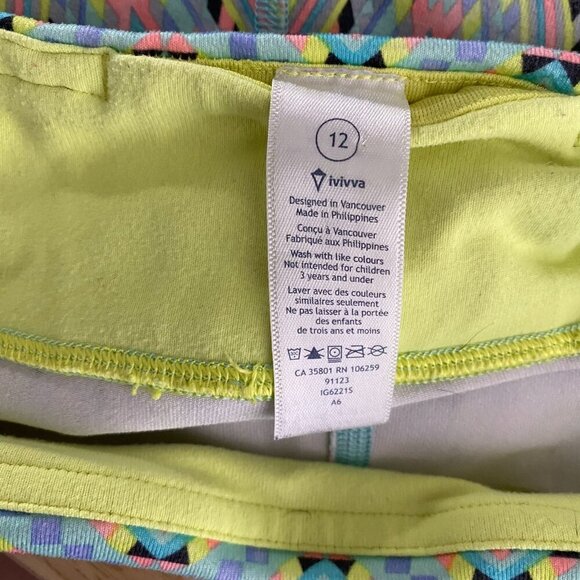 12
ivivva
Designed in Vancouver
Made in Philippines
Conçu à Vancouver
Fabriqué aux Philippines
Wash with like colours
Not intended for children
3 years and under
Laver avec des couleurs
similaires seulement
Ne pas laisser à la portée
des enfants
de trois ans et moins
CA 35801 RN 106259
91123
IG6221S
A6